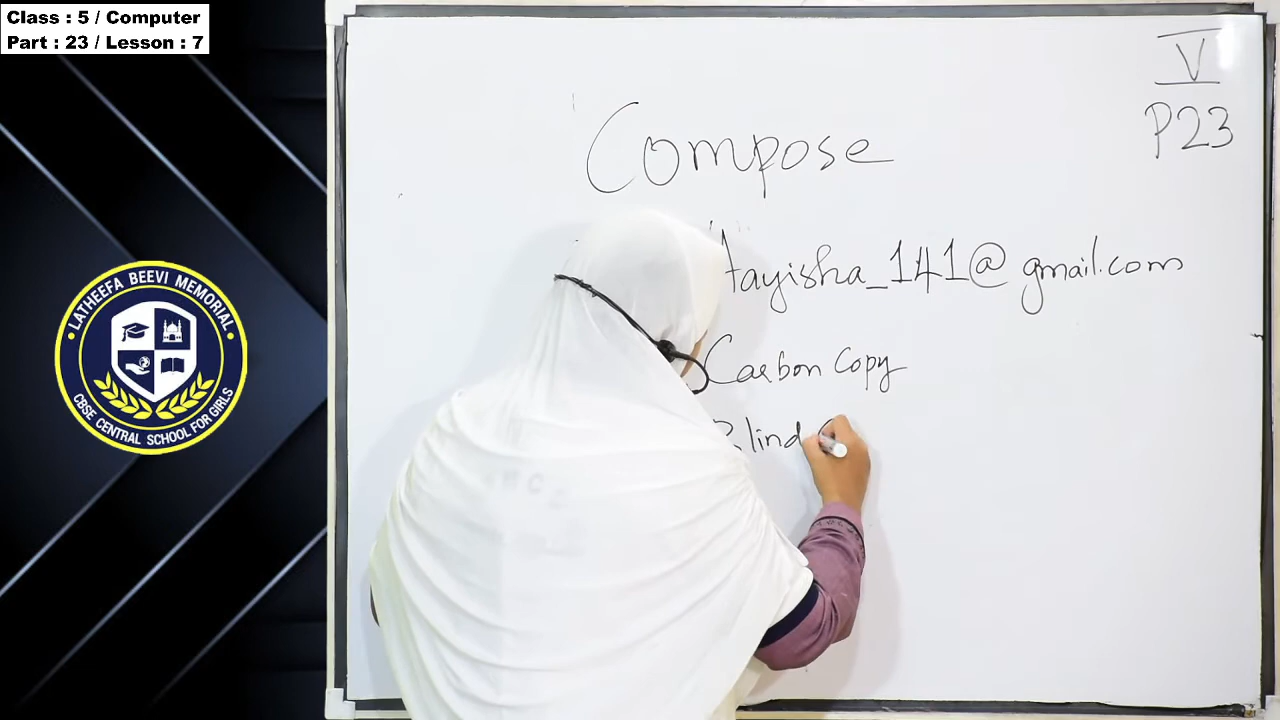 Class : 5 / Computer
Part : 23 / Lesson : 7
V
P23
Compose
tayisha_141@gmail.com
Carbon Copy
Blind
LATHEEFA BEEVI MEMORIAL
CBSE CENTRAL SCHOOL FOR GIRLS